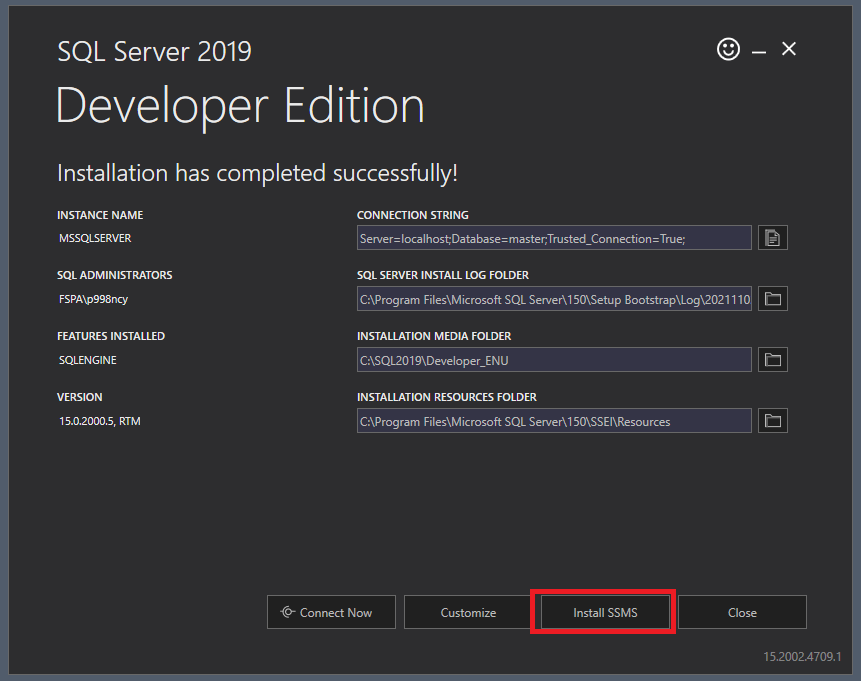 SQL Server 2019
Developer Edition
Installation has completed successfully!
INSTANCE NAME
MSSQLSERVER
CONNECTION STRING
Server=localhost;Database=master;Trusted_Connection=True;
SQL ADMINISTRATORS
FSPA\p998ncy
SQL SERVER INSTALL LOG FOLDER
C:\Program Files\Microsoft SQL Server\150\Setup Bootstrap\Log\2021110
FEATURES INSTALLED
SQLENGINE
INSTALLATION MEDIA FOLDER
C:\SQL2019\Developer_ENU
VERSION
15.0.2000.5, RTM
INSTALLATION RESOURCES FOLDER
C:\Program Files\Microsoft SQL Server\150\SSEI\Resources
Connect Now
Customize
Install SSMS
Close
15.2002.4709.1